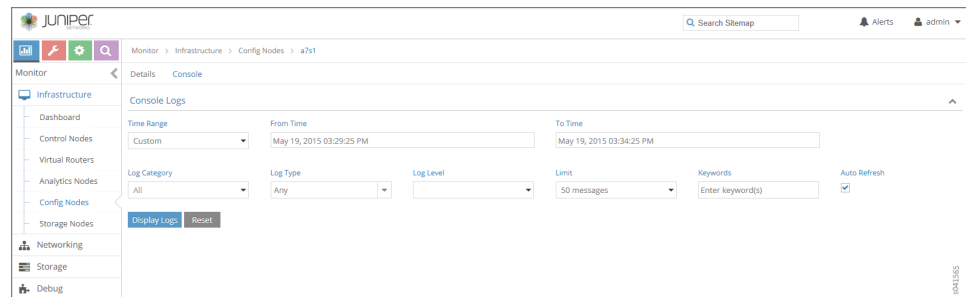 JUNIPER
NETWORKS
Search Sitemap
Alerts
admin
Monitor > Infrastructure > Config Nodes > a7s1
Monitor
Details Console
Infrastructure
Console Logs
Dashboard
Time Range From Time To Time
Control Nodes
Custom May 19, 2015 03:29:25 PM May 19, 2015 03:34:25 PM
Virtual Routers
Analytics Nodes
Log Category Log Type Log Level Limit Keywords Auto Refresh
Config Nodes
All Any 50 messages Enter keyword(s)
Storage Nodes
Display Logs Reset
Networking
Storage
Debug
s041565